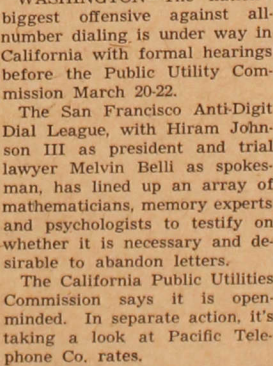 biggest offensive against all-
number dialing is under way in
California with formal hearings
before the Public Utility Com-
mission March 20-22.
The San Francisco Anti-Digit
Dial League, with Hiram John-
son III as president and trial
lawyer Melvin Belli as spokes-
man, has lined up an array of
mathematicians, memory experts
and psychologists to testify on
whether it is necessary and de-
sirable to abandon letters.
The California Public Utilities
Commission says it is open-
minded. In separate action, it's
taking a look at Pacific Tele-
phone Co. rates.